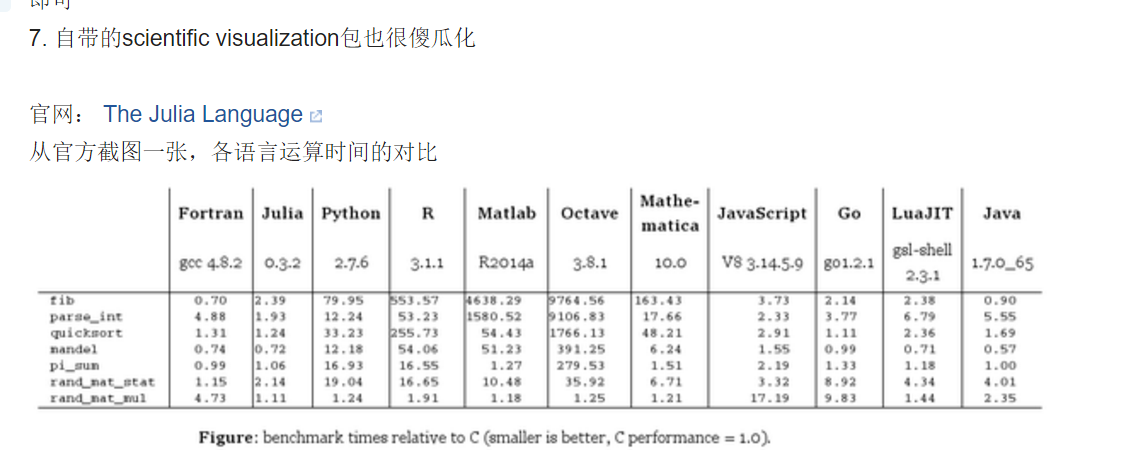 7. 自带的scientific visualization包也很傻瓜化
官网： The Julia Language
从官方截图一张，各语言运算时间的对比
Fortran Julia Python R Matlab Octave Mathe-matica JavaScript Go LuaJIT Java
gcc 4.8.2 0.3.2 2.7.6 3.1.1 R2014a 3.8.1 10.0 V8 3.14.5.9 go1.2.1 gsl-shell 2.3.1 1.7.0_65
fib 0.70 2.39 79.95 553.57 4638.29 9764.56 163.43 3.73 2.14 2.38 0.90
parse_int 4.88 1.93 12.24 53.23 1580.52 9106.83 17.66 2.33 3.77 6.79 5.55
quicksort 1.31 1.24 33.23 255.73 54.43 1766.13 48.21 2.91 1.11 2.36 1.69
mandel 0.74 0.72 12.18 54.06 51.23 391.25 6.24 1.55 0.99 0.71 0.57
pi_sum 0.99 1.06 16.93 16.55 1.27 279.53 1.51 2.19 1.33 1.18 1.00
rand_mat_stat 1.15 2.14 19.04 16.65 10.48 35.92 6.71 3.32 8.92 4.34 4.01
rand_mat_mul 4.73 1.11 1.24 1.91 1.18 1.25 1.21 17.19 9.83 1.44 2.35
Figure: benchmark times relative to C (smaller is better, C performance = 1.0).